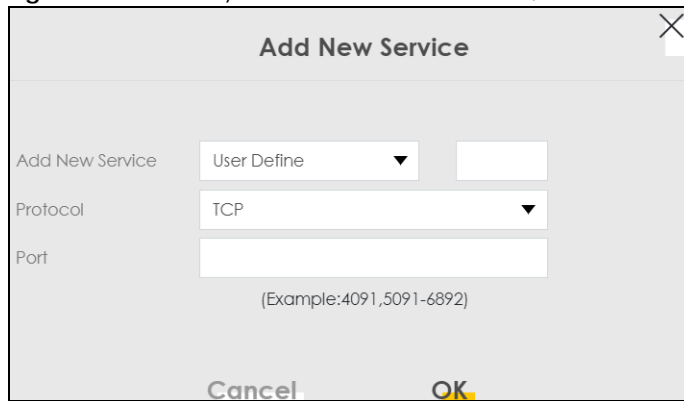 Add New Service
Add New Service User Define
Protocol TCP
Port
(Example:4091,5091-6892)
Cancel OK